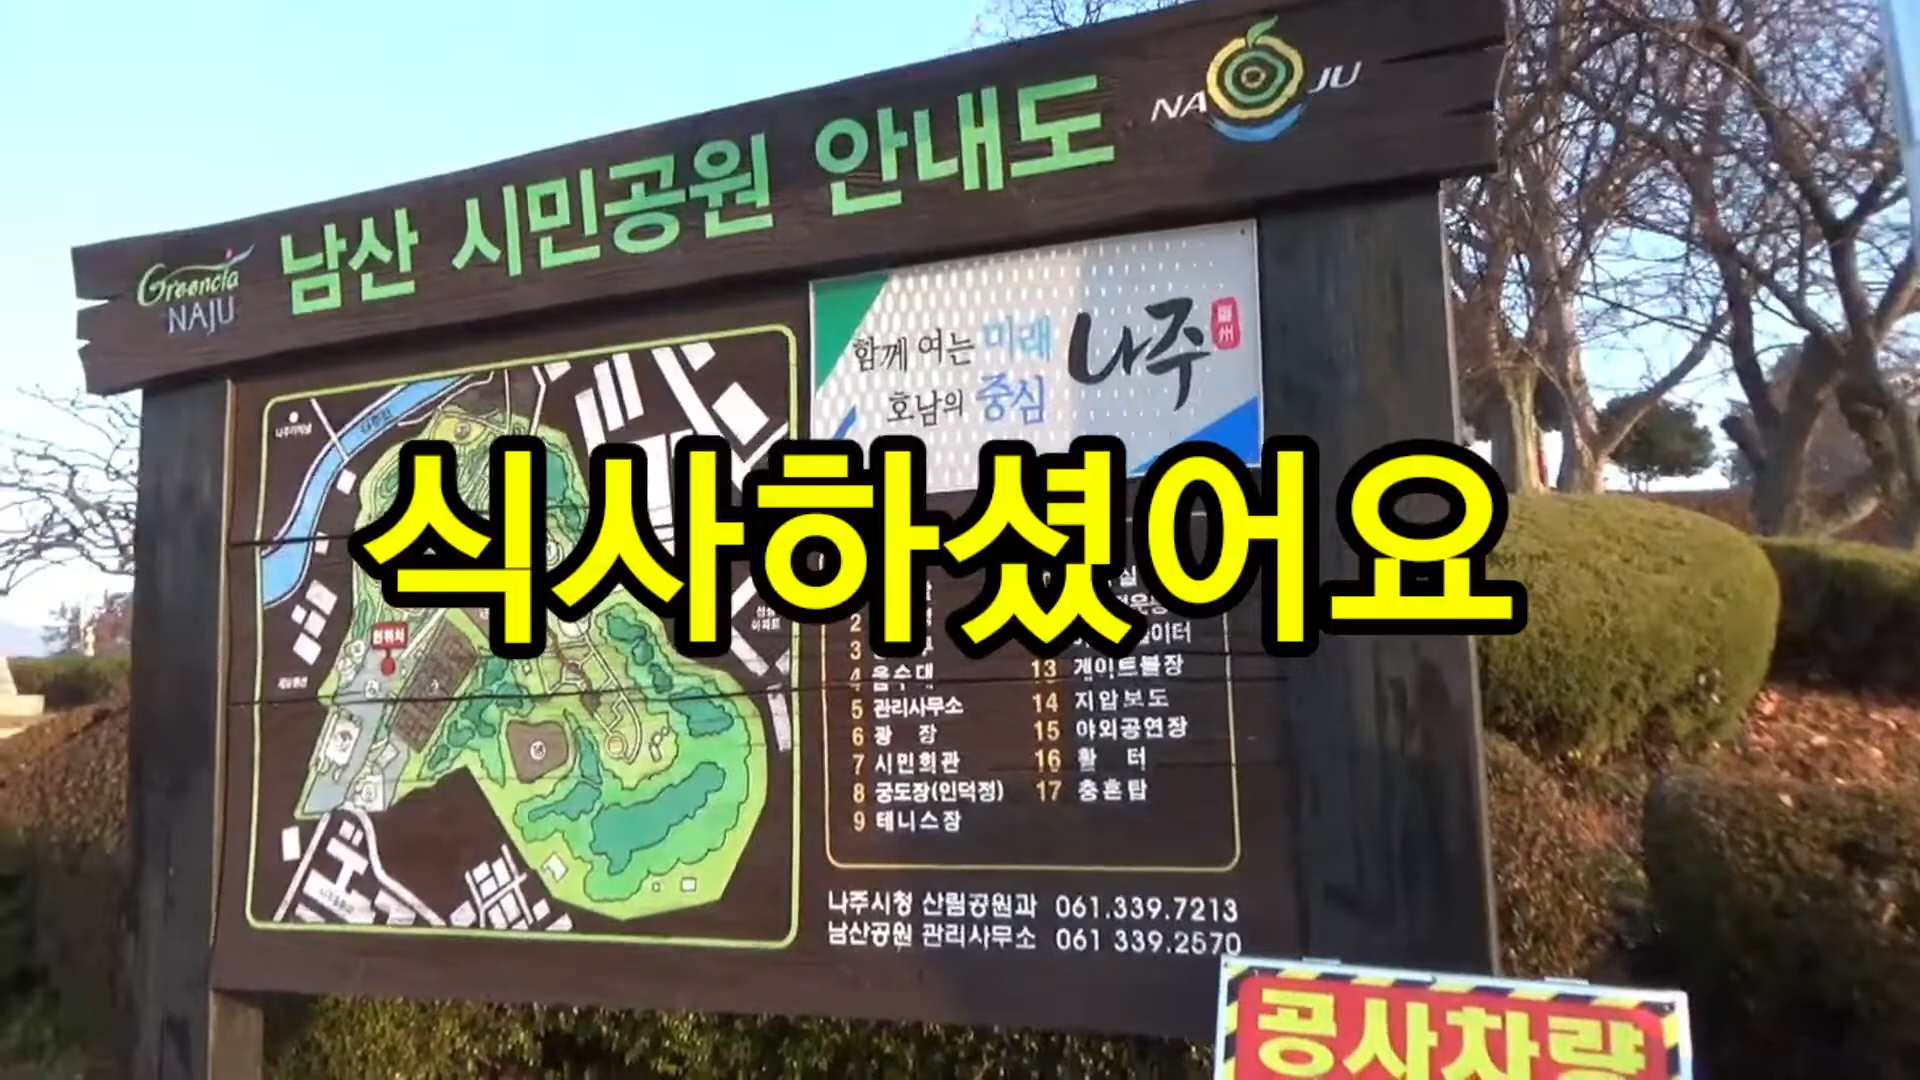 남산 시민공원 안내도
NA JU
Greencia
NAJU
함께 여는 미래
호남의 중심
나주
식사하셨어요
현위치
2
3
4 음수대
5 관리사무소
6 광 장
7 시민회관
8 궁도장(인덕정)
9 테니스장
13 게이트볼장
14 지압보도
15 야외공연장
16 활 터
17 충혼탑
나주시청 산림공원과 061.339.7213
남산공원 관리사무소 061 339.2570
공사차량